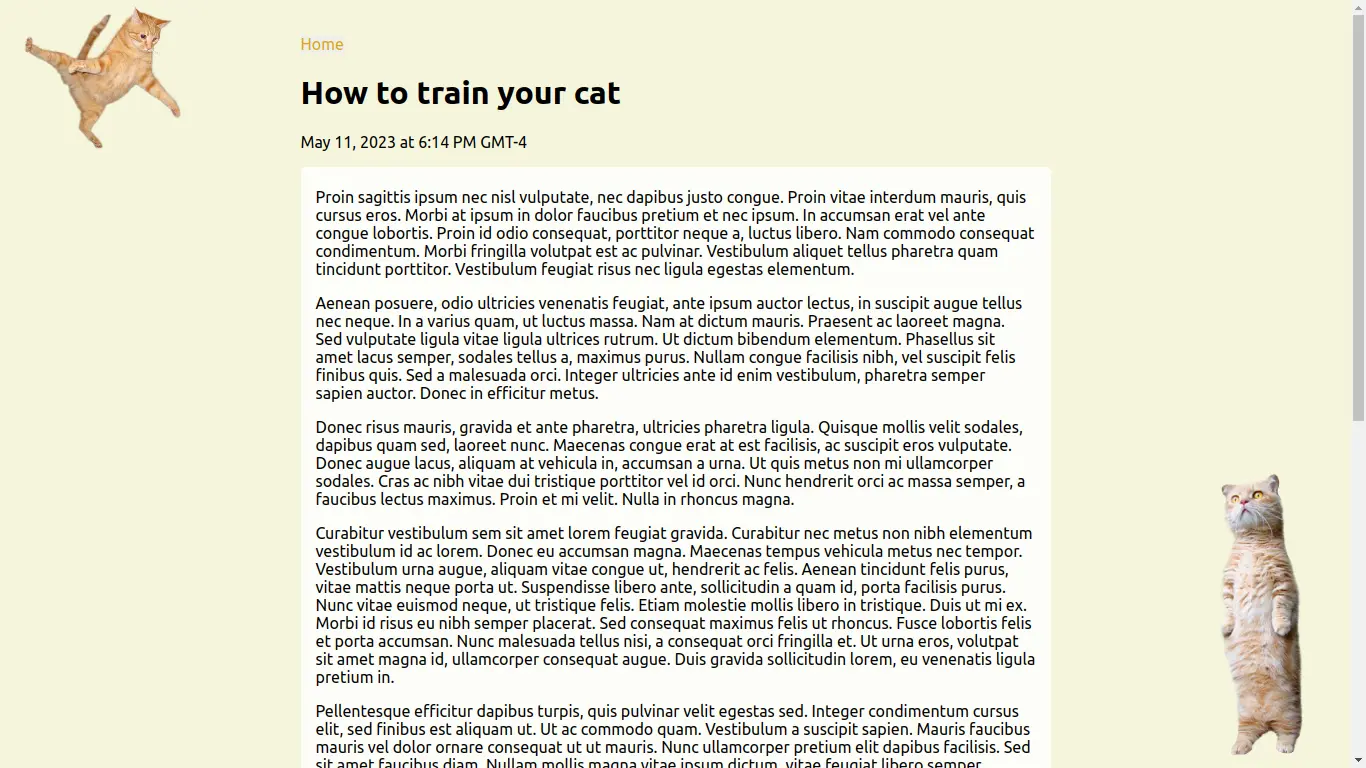 Home
How to train your cat
May 11, 2023 at 6:14 PM GMT-4
Proin sagittis ipsum nec nisl vulputate, nec dapibus justo congue. Proin vitae interdum mauris, quis
cursus eros. Morbi at ipsum in dolor faucibus pretium et nec ipsum. In accumsan erat vel ante
congue lobortis. Proin id odio consequat, porttitor neque a, luctus libero. Nam commodo consequat
condimentum. Morbi fringilla volutpat est ac pulvinar. Vestibulum aliquet tellus pharetra quam
tincidunt porttitor. Vestibulum feugiat risus nec ligula egestas elementum.
Aenean posuere, odio ultricies venenatis feugiat, ante ipsum auctor lectus, in suscipit augue tellus
nec neque. In a varius quam, ut luctus massa. Nam at dictum mauris. Praesent ac laoreet magna.
Sed vulputate ligula vitae ligula ultrices rutrum. Ut dictum bibendum elementum. Phasellus sit
amet lacus semper, sodales tellus a, maximus purus. Nullam congue facilisis nibh, vel suscipit felis
finibus quis. Sed a malesuada orci. Integer ultricies ante id enim vestibulum, pharetra semper
sapien auctor. Donec in efficitur metus.
Donec risus mauris, gravida et ante pharetra, ultricies pharetra ligula. Quisque mollis velit sodales,
dapibus quam sed, laoreet nunc. Maecenas congue erat at est facilisis, ac suscipit eros vulputate.
Donec augue lacus, aliquam at vehicula in, accumsan a urna. Ut quis metus non mi ullamcorper
sodales. Cras ac nibh vitae dui tristique porttitor vel id orci. Nunc hendrerit orci ac massa semper, a
faucibus lectus maximus. Proin et mi velit. Nulla in rhoncus magna.
Curabitur vestibulum sem sit amet lorem feugiat gravida. Curabitur nec metus non nibh elementum
vestibulum id ac lorem. Donec eu accumsan magna. Maecenas tempus vehicula metus nec tempor.
Vestibulum urna augue, aliquam vitae congue ut, hendrerit ac felis. Aenean tincidunt felis purus,
vitae mattis neque porta ut. Suspendisse libero ante, sollicitudin a quam id, porta facilisis purus.
Nunc vitae euismod neque, ut tristique felis. Etiam molestie mollis libero in tristique. Duis ut mi ex.
Morbi id risus eu nibh semper placerat. Sed consequat maximus felis ut rhoncus. Fusce lobortis felis
et porta accumsan. Nunc malesuada tellus nisi, a consequat orci fringilla et. Ut urna eros, volutpat
sit amet magna id, ullamcorper consequat augue. Duis gravida sollicitudin lorem, eu venenatis ligula
pretium in.
Pellentesque efficitur dapibus turpis, quis pulvinar velit egestas sed. Integer condimentum cursus
elit, sed finibus est aliquam ut. Ut ac commodo quam. Vestibulum a suscipit sapien. Mauris faucibus
mauris vel dolor ornare consequat ut ut mauris. Nunc ullamcorper pretium elit dapibus facilisis. Sed
sit amet faucibus diam. Nullam mollis magna vitae ipsum dictum, vitae feugiat libero semper.